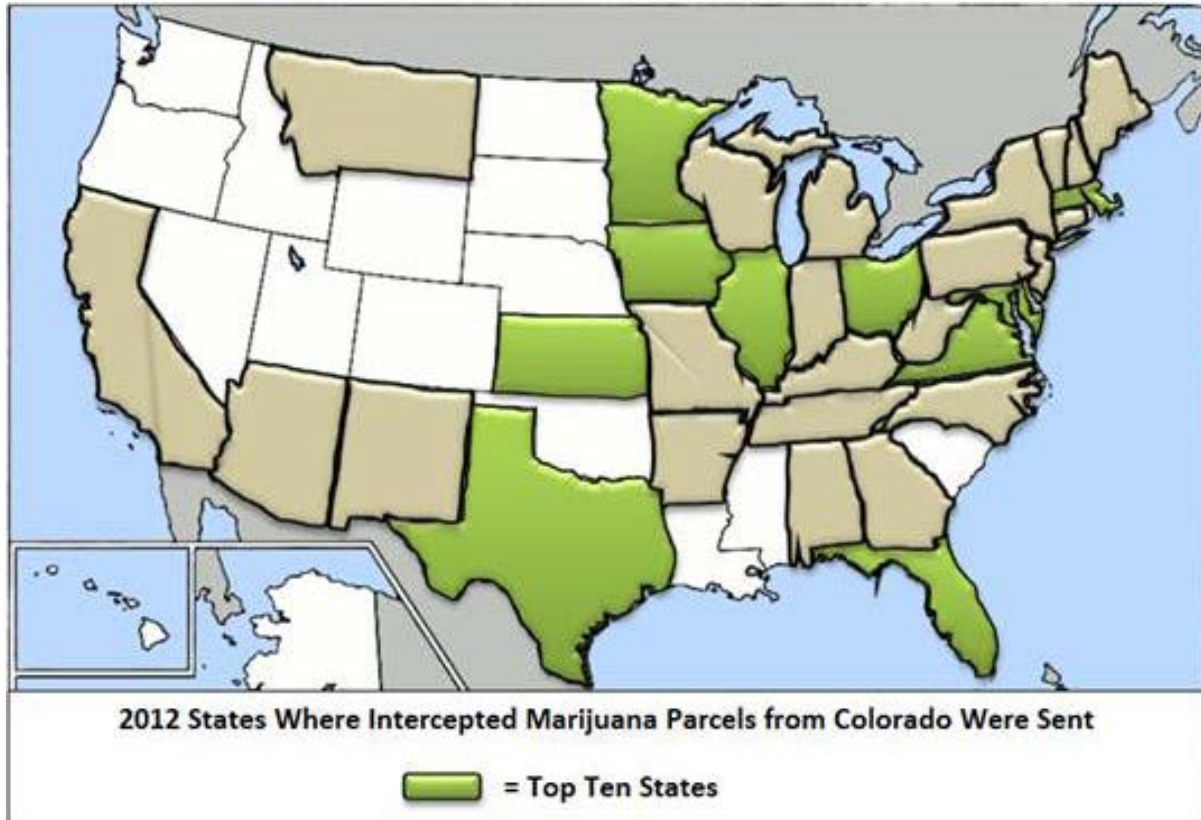 2012 States Where Intercepted Marijuana Parcels from Colorado Were Sent
= Top Ten States